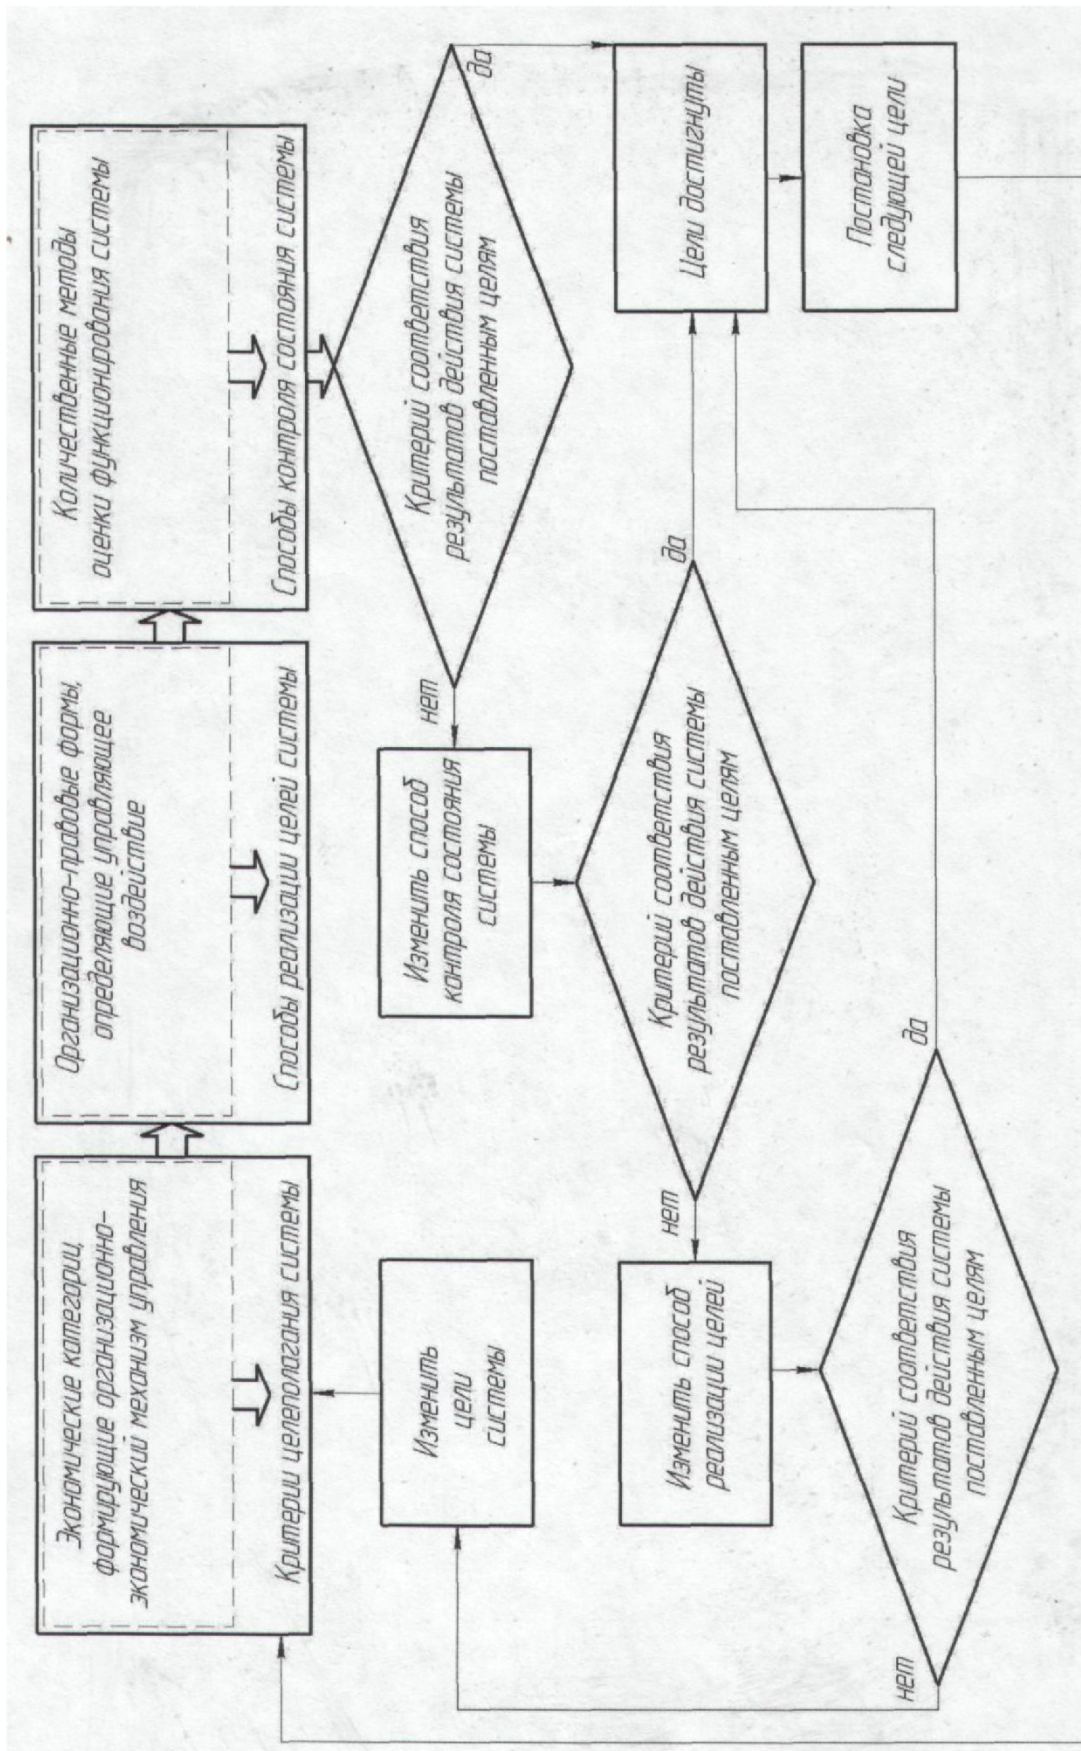 Экономические категории,
формирующие организационно-
экономический механизм управления
Критерии целеполагания системы
Организационно-правовые формы,
определяющие управляющее
воздействие
Способы реализации целей системы
Количественные методы
оценки функционирования системы
Способы контроля состояния системы
Изменить
цели
системы
Изменить способ
контроля состояния
системы
нет
Критерий соответствия
результатов действия системы
поставленным целям
да
Изменить способ
реализации целей
нет
Критерий соответствия
результатов действия системы
поставленным целям
да
Цели достигнуты
нет
Критерий соответствия
результатов действия системы
поставленным целям
да
Постановка
следующей цели